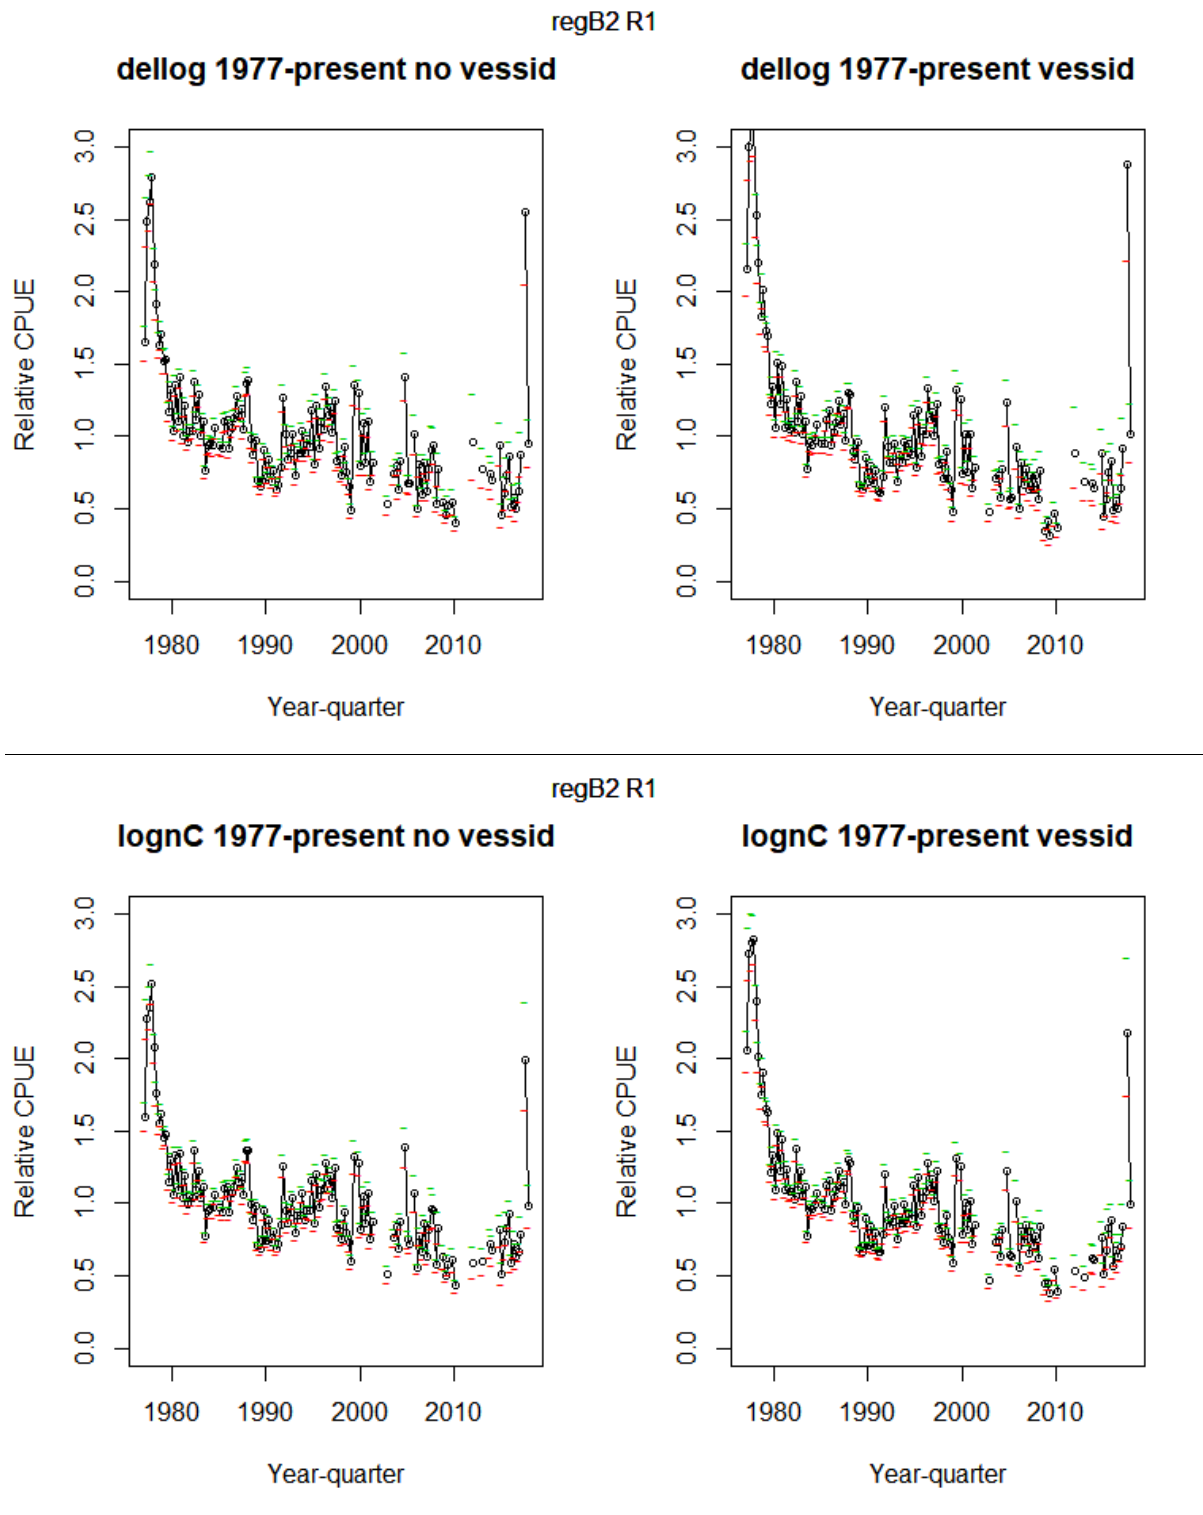 regB2 R1
dellog 1977-present no vessid
Relative CPUE
3.0
2.5
2.0
1.5
1.0
0.5
0.0
1980 1990 2000 2010
Year-quarter
dellog 1977-present vessid
Relative CPUE
3.0
2.5
2.0
1.5
1.0
0.5
0.0
1980 1990 2000 2010
Year-quarter
regB2 R1
lognC 1977-present no vessid
Relative CPUE
3.0
2.5
2.0
1.5
1.0
0.5
0.0
1980 1990 2000 2010
Year-quarter
lognC 1977-present vessid
Relative CPUE
3.0
2.5
2.0
1.5
1.0
0.5
0.0
1980 1990 2000 2010
Year-quarter